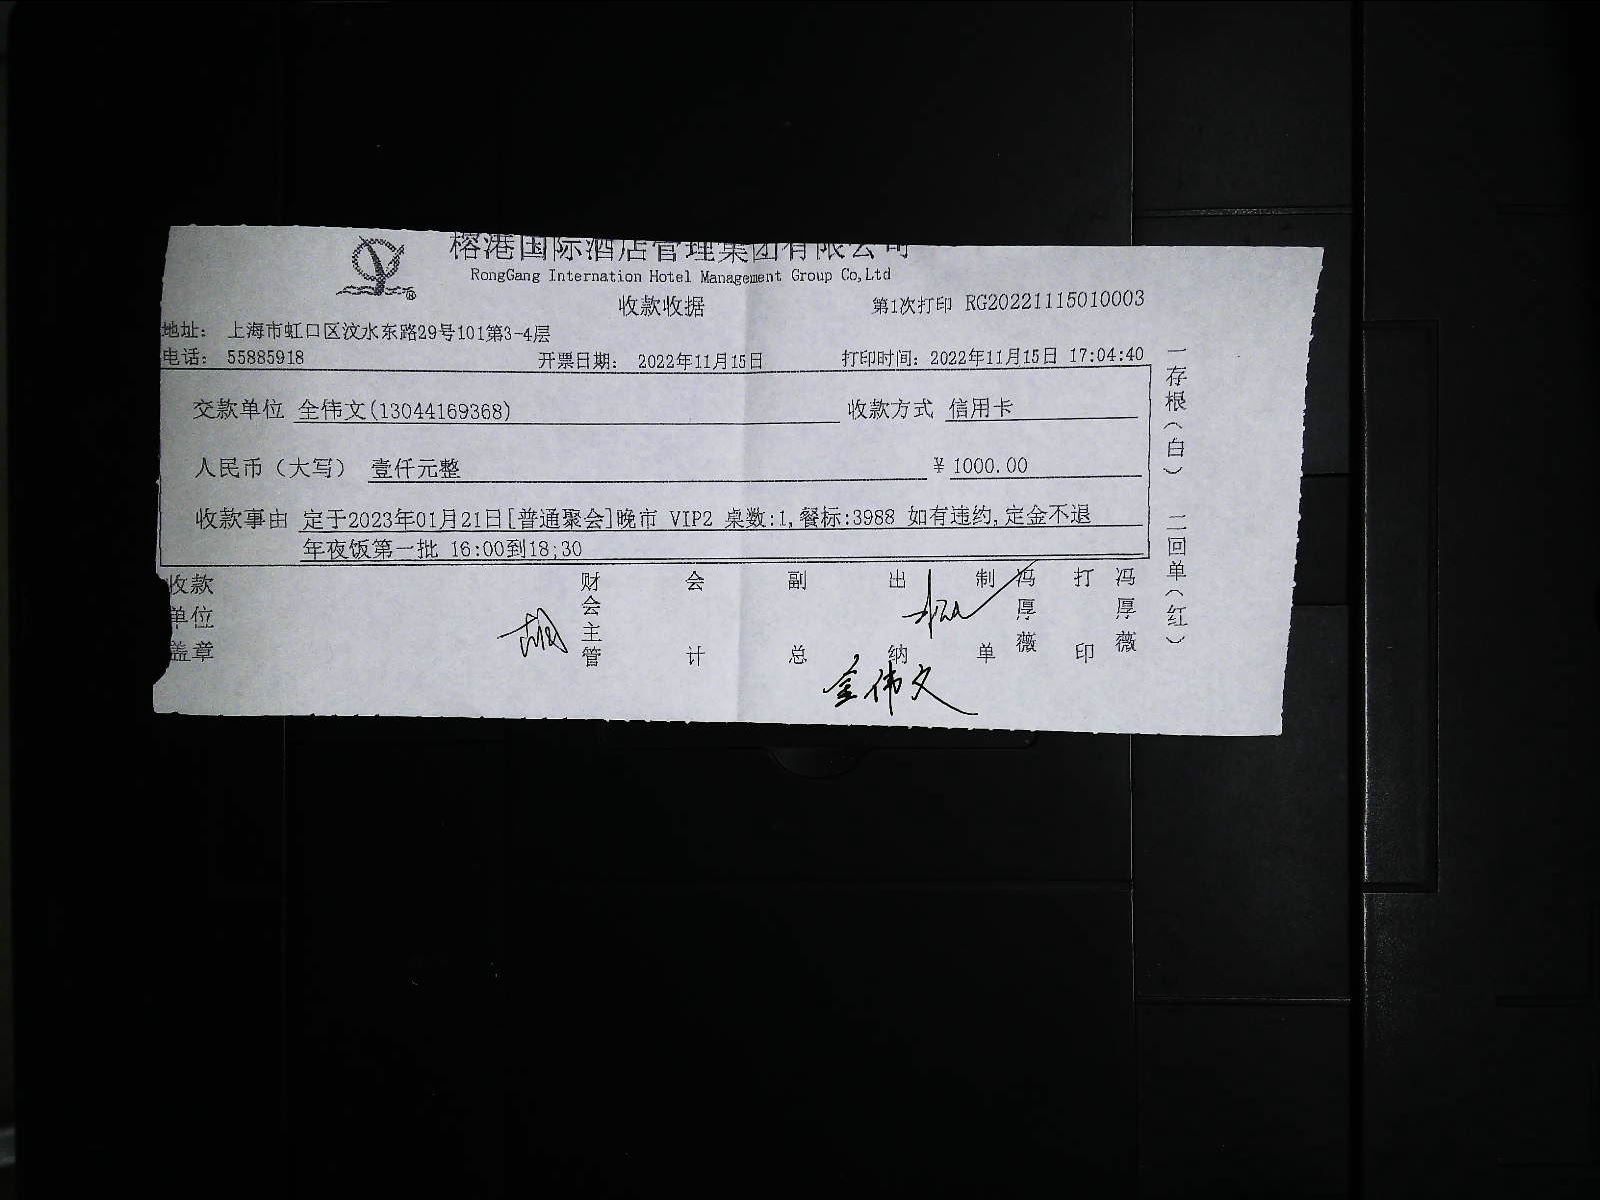 榕港国际酒店管理集团有限公司
RongGang Internation Hotel Management Group Co,Ltd
收款收据
第1次打印 RG20221115010003
地址： 上海市虹口区汶水东路29号101第3-4层
电话： 55885918 开票日期： 2022年11月15日 打印时间：2022年11月15日 17:04:40
交款单位 全伟文(13044169368) 收款方式 信用卡
人民币（大写） 壹仟元整 ¥ 1000.00
收款事由 定于2023年01月21日[普通聚会]晚市 VIP2 桌数:1,餐标:3988 如有违约,定金不退
年夜饭第一批 16:00到18;30
收款单位盖章
财会主管
会计
副总
出纳
制单
冯厚薇
打印
冯厚薇
全伟文
一存根（白） 二回单（红）